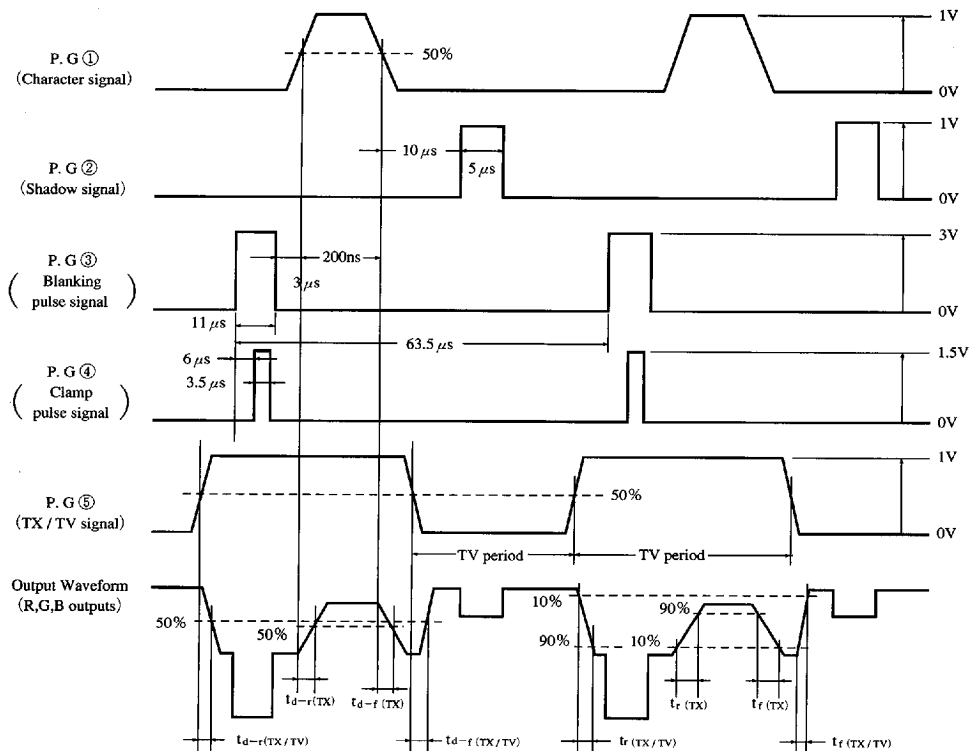 P. G ①
(Character signal)
50%
1V
0V
P. G ②
(Shadow signal)
10 μs
5 μs
1V
0V
P. G ③
( Blanking
pulse signal )
200ns
3 μs
11 μs
63.5 μs
3V
0V
P. G ④
( Clamp
pulse signal )
6 μs
3.5 μs
1.5V
0V
P. G ⑤
(TX / TV signal)
50%
1V
0V
TV period
TV period
Output Waveform
(R,G,B outputs)
50%
50%
10%
90%
90%
10%
td-r (TX)
td-f (TX)
tr (TX)
tf (TX)
td-r (TX / TV)
td-f (TX / TV)
tr (TX / TV)
tf (TX / TV)